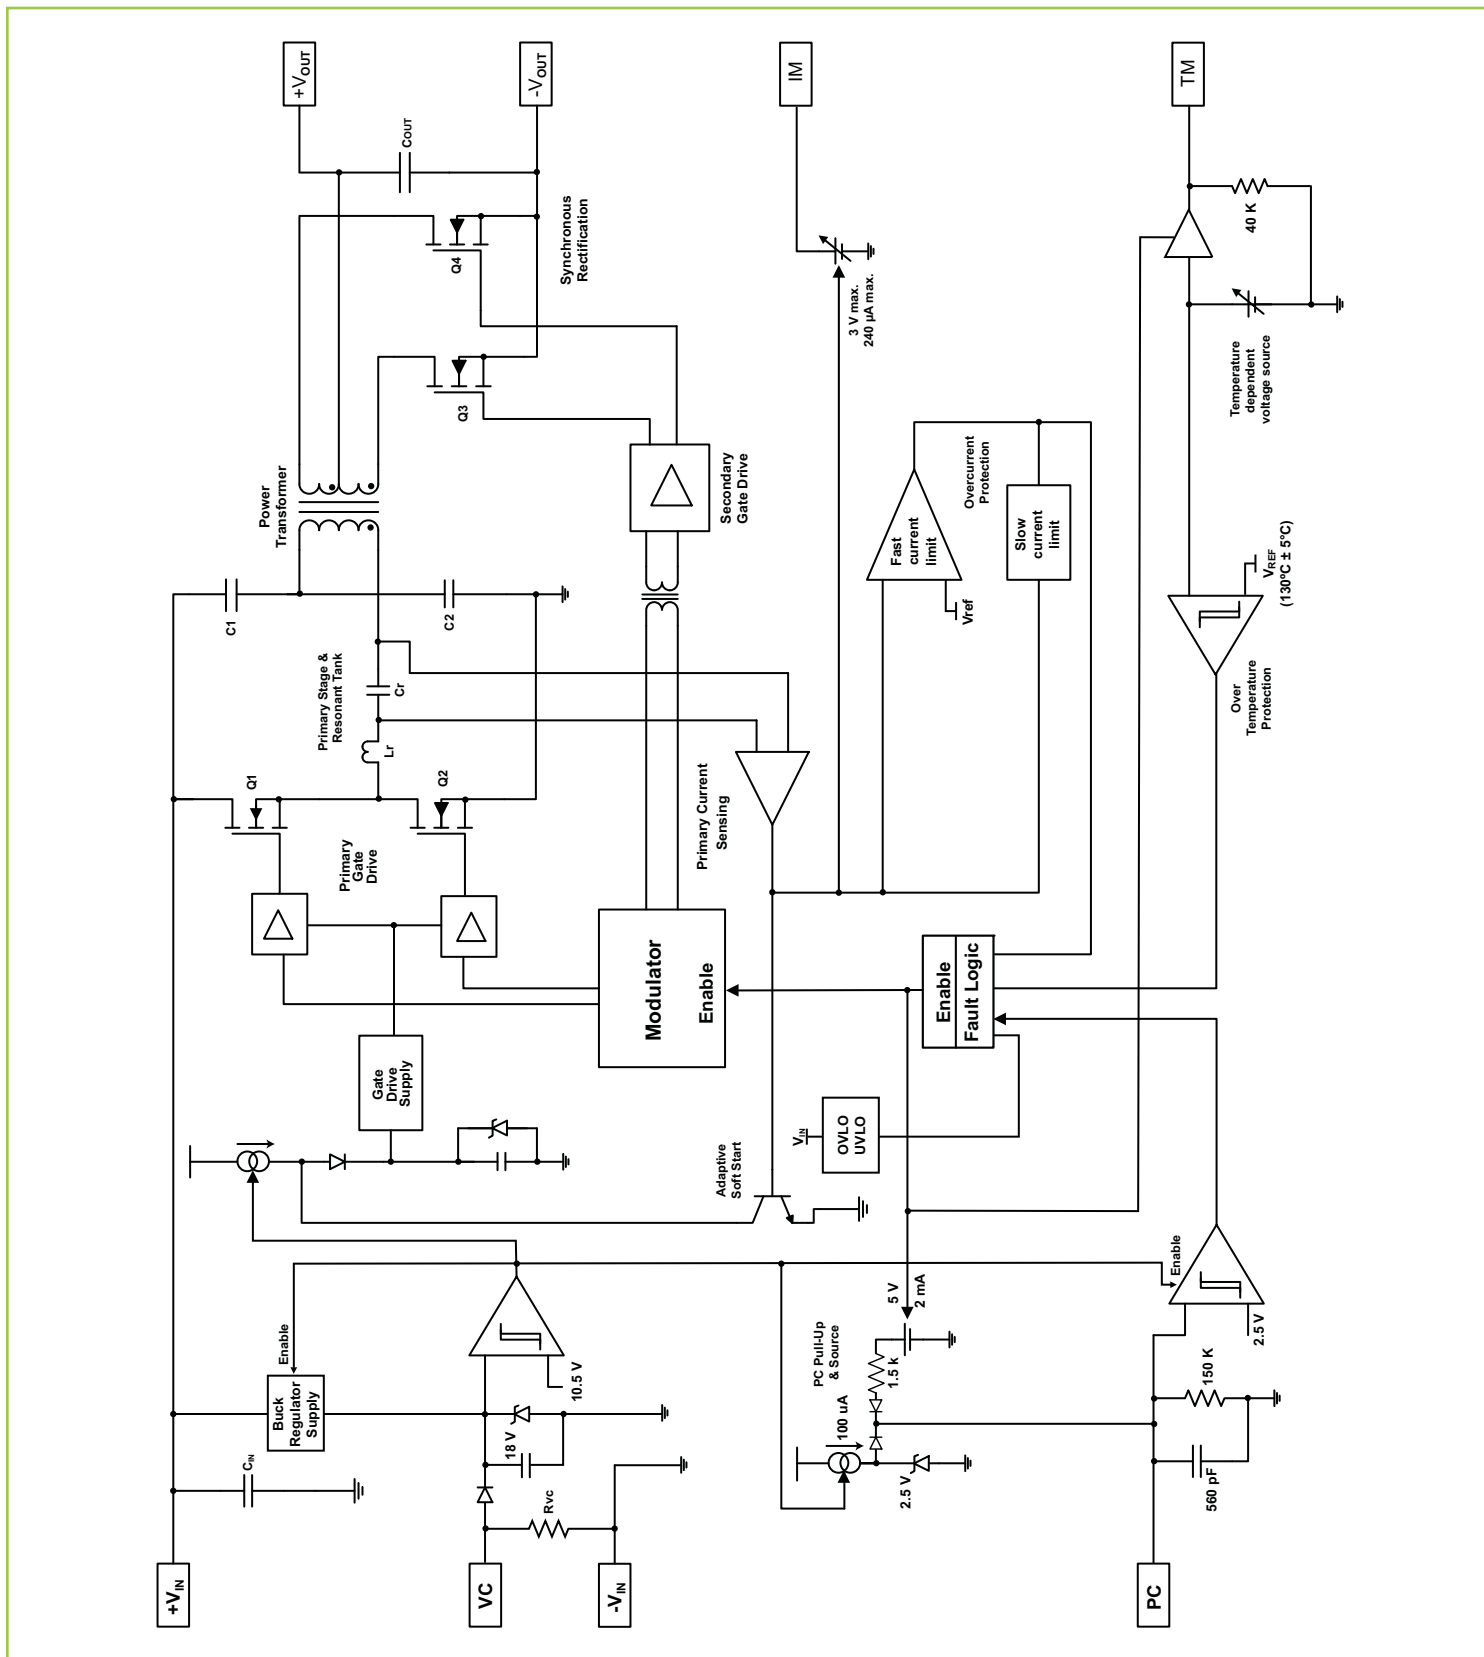 +VIN
CIN
Buck
Regulator
Supply
Enable
VC
Rvc
-VIN
18 V
10.5 V
Gate
Drive
Supply
Primary
Gate
Drive
Q1
Q2
Lr
Cr
Primary Stage &
Resonant Tank
C1
C2
Power
Transformer
+VOUT
-VOUT
COUT
Q3
Q4
Synchronous
Rectification
Modulator
Enable
Secondary
Gate Drive
Primary Current
Sensing
Adaptive
Soft Start
IM
3 V max.
240 µA max.
Fast
current
limit
Vref
Overcurrent
Protection
Slow
current
limit
Enable
Fault Logic
VIN
OVLO
UVLO
5 V
2 mA
PC Pull-Up
& Source
100 uA
1.5 k
2.5 V
PC
560 pF
150 K
2.5 V
Enable
TM
40 K
Temperature
dependent
voltage source
VREF
(130ºC ± 5°C)
Over
Temperature
Protection